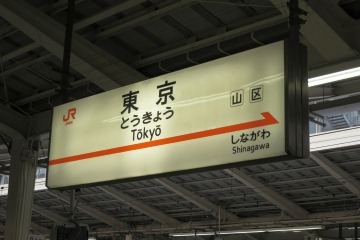 JR
東京
山区
とうきょう
Tōkyō
しながわ
Shinagawa